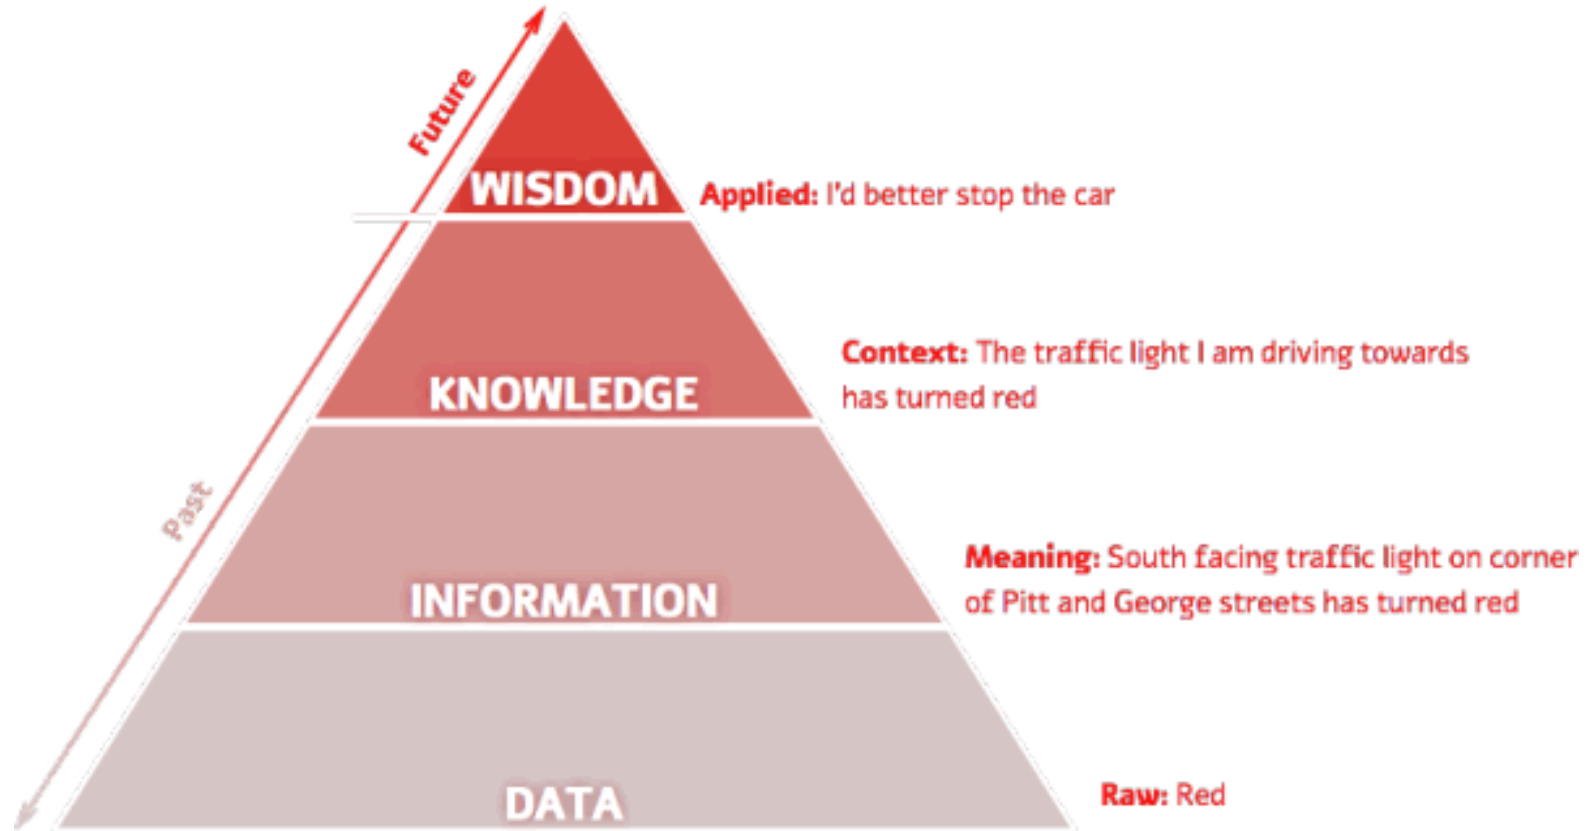 Future
WISDOM
Applied: I'd better stop the car
Context: The traffic light I am driving towards
has turned red
KNOWLEDGE
Past
Meaning: South facing traffic light on corner
of Pitt and George streets has turned red
INFORMATION
Raw: Red
DATA